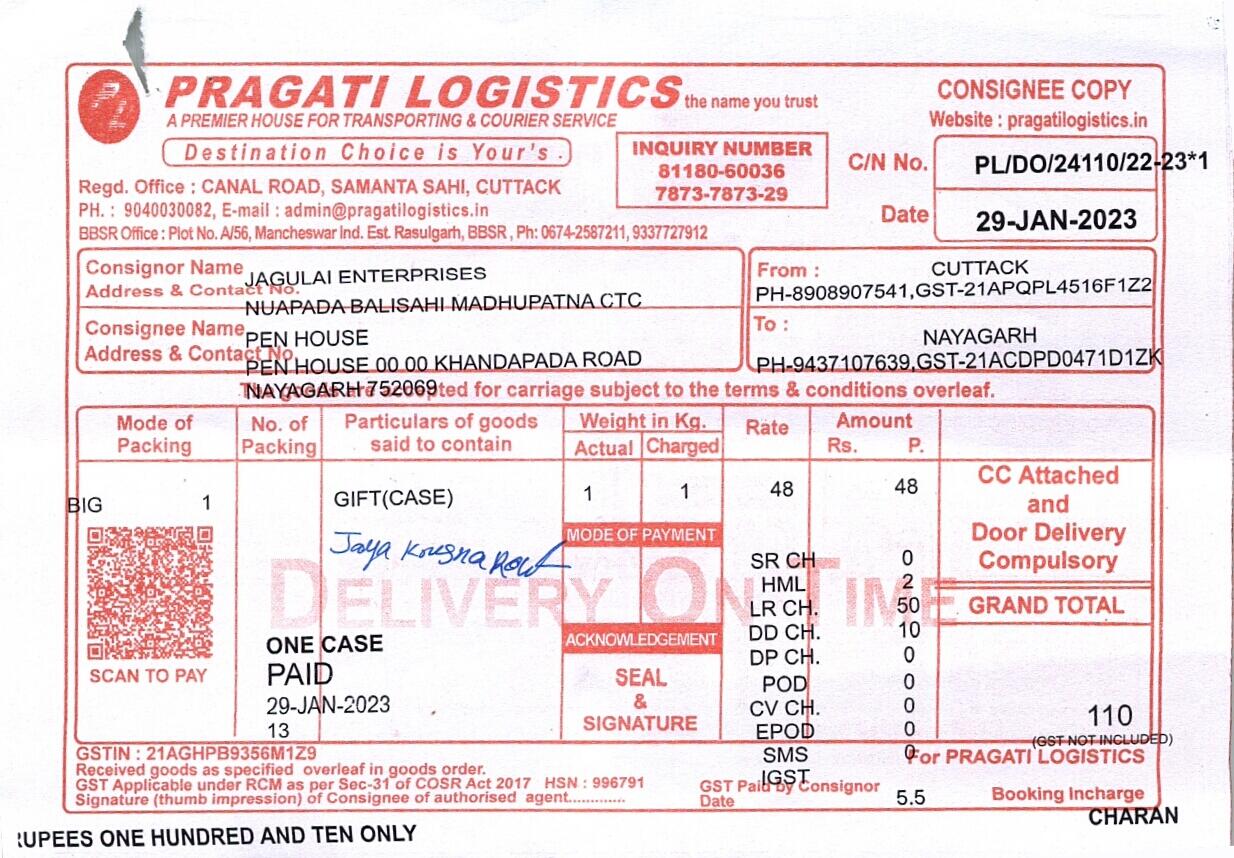 PRAGATI LOGISTICS the name you trust
A PREMIER HOUSE FOR TRANSPORTING & COURIER SERVICE
Destination Choice is Your's .
Regd. Office : CANAL ROAD, SAMANTA SAHI, CUTTACK
PH. : 9040030082, E-mail : admin@pragatilogistics.in
BBSR Office : Plot No. A/56, Mancheswar Ind. Est. Rasulgarh, BBSR , Ph: 0674-2587211, 9337727912
INQUIRY NUMBER
81180-60036
7873-7873-29
CONSIGNEE COPY
Website : pragatilogistics.in
C/N No. PL/DO/24110/22-23*1
Date 29-JAN-2023
Consignor Name JAGULAI ENTERPRISES
Address & Contact No. NUAPADA BALISAHI MADHUPATNA CTC
From : CUTTACK
PH-8908907541,GST-21APQPL4516F1Z2
Consignee Name PEN HOUSE
Address & Contact No. PEN HOUSE 00 00 KHANDAPADA ROAD
NAYAGARH 752069
To : NAYAGARH
PH-9437107639,GST-21ACDPD0471D1ZK
accepted for carriage subject to the terms & conditions overleaf.
Mode of Packing No. of Packing Particulars of goods said to contain Weight in Kg. Actual Charged Rate Amount Rs. P.
BIG 1 GIFT(CASE) 1 1 48 48
CC Attached
and
Door Delivery
Compulsory
GRAND TOTAL
110
(GST NOT INCLUDED)
Jaya
MODE OF PAYMENT
DELIVERY ON TIME
SR CH 0
HML 2
LR CH. 50
DD CH. 10
DP CH. 0
POD 0
CV CH. 0
EPOD 0
SMS 0
IGST 5.5
SCAN TO PAY
ONE CASE
PAID
29-JAN-2023
13
ACKNOWLEDGEMENT
SEAL
&
SIGNATURE
GSTIN : 21AGHPB9356M1Z9
Received goods as specified overleaf in goods order.
GST Applicable under RCM as per Sec-31 of COSR Act 2017 HSN : 996791
Signature (thumb impression) of Consignee of authorised agent.............
GST Paid by Consignor
Date
For PRAGATI LOGISTICS
Booking Incharge
CHARAN
RUPEES ONE HUNDRED AND TEN ONLY